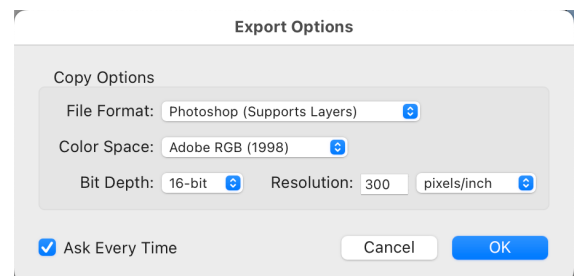 Export Options
Copy Options
File Format: Photoshop (Supports Layers)
Color Space: Adobe RGB (1998)
Bit Depth: 16-bit Resolution: 300 pixels/inch
Ask Every Time Cancel OK